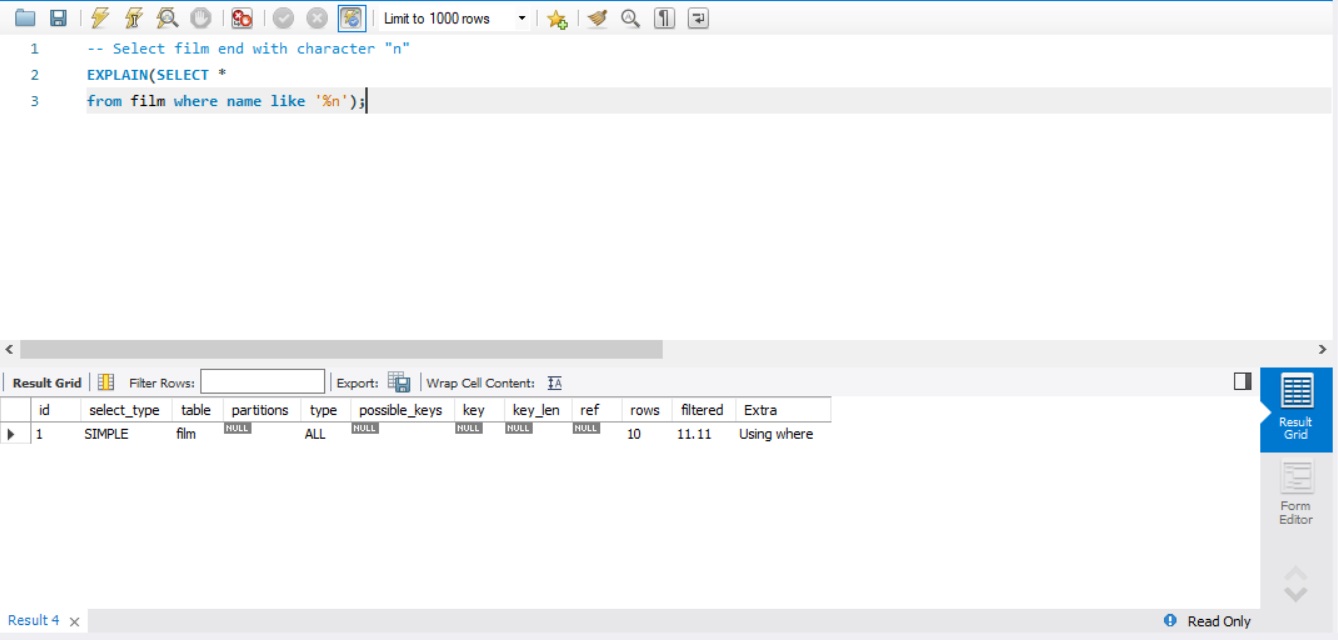 Limit to 1000 rows
1 -- Select film end with character "n"
2 EXPLAIN(SELECT *
3 from film where name like '%n');
Result Grid Filter Rows: Export: Wrap Cell Content:
id select_type table partitions type possible_keys key key_len ref rows filtered Extra
1 SIMPLE film NULL ALL NULL NULL NULL NULL 10 11.11 Using where
Result
Grid
Form
Editor
Result 4
Read Only